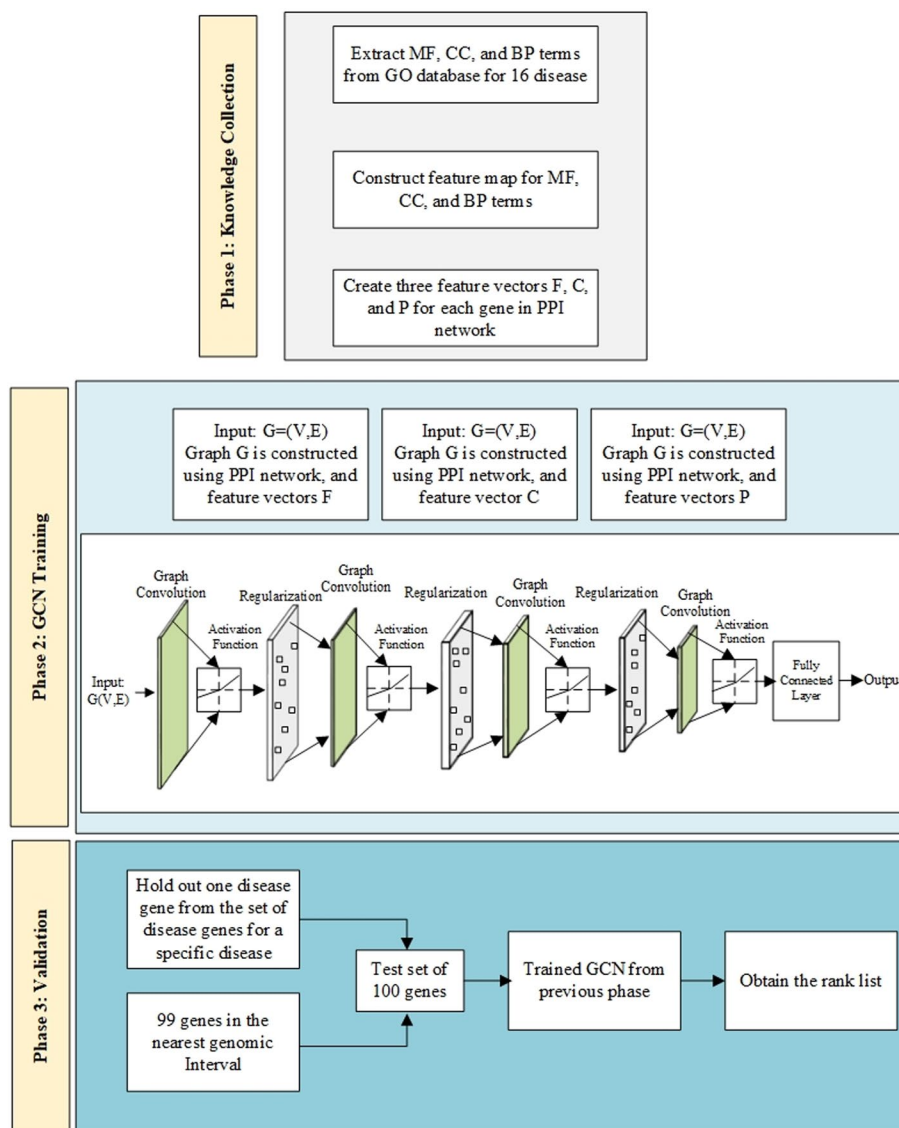 Phase 1: Knowledge Collection
Extract MF, CC, and BP terms
from GO database for 16 disease
Construct feature map for MF,
CC, and BP terms
Create three feature vectors F, C,
and P for each gene in PPI
network
Phase 2: GCN Training
Input: G=(V,E)
Graph G is constructed
using PPI network, and
feature vectors F
Input: G=(V,E)
Graph G is constructed
using PPI network, and
feature vector C
Input: G=(V,E)
Graph G is constructed
using PPI network, and
feature vectors P
Input:
G(V,E)
Graph
Convolution
Activation
Function
Regularization
Graph
Convolution
Activation
Function
Regularization
Graph
Convolution
Activation
Function
Regularization
Graph
Convolution
Activation
Function
Fully
Connected
Layer
Output
Phase 3: Validation
Hold out one disease
gene from the set of
disease genes for a
specific disease
99 genes in the
nearest genomic
Interval
Test set of
100 genes
Trained GCN from
previous phase
Obtain the rank list